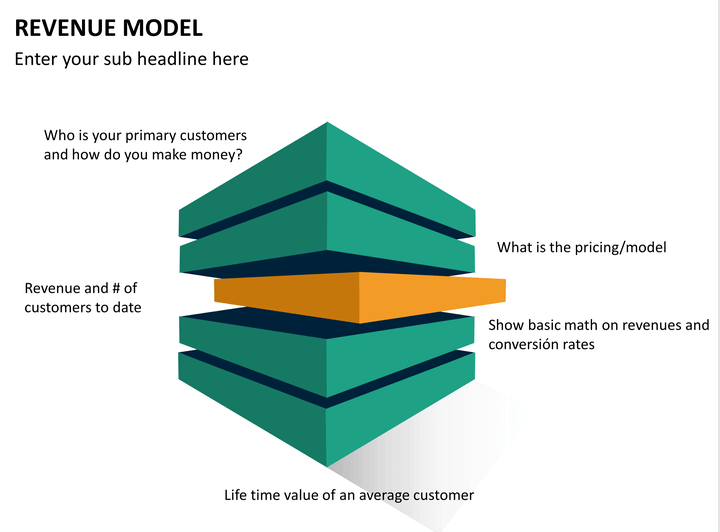 REVENUE MODEL
Enter your sub headline here
Who is your primary customers
and how do you make money?
What is the pricing/model
Revenue and # of
customers to date
Show basic math on revenues and
conversión rates
Life time value of an average customer